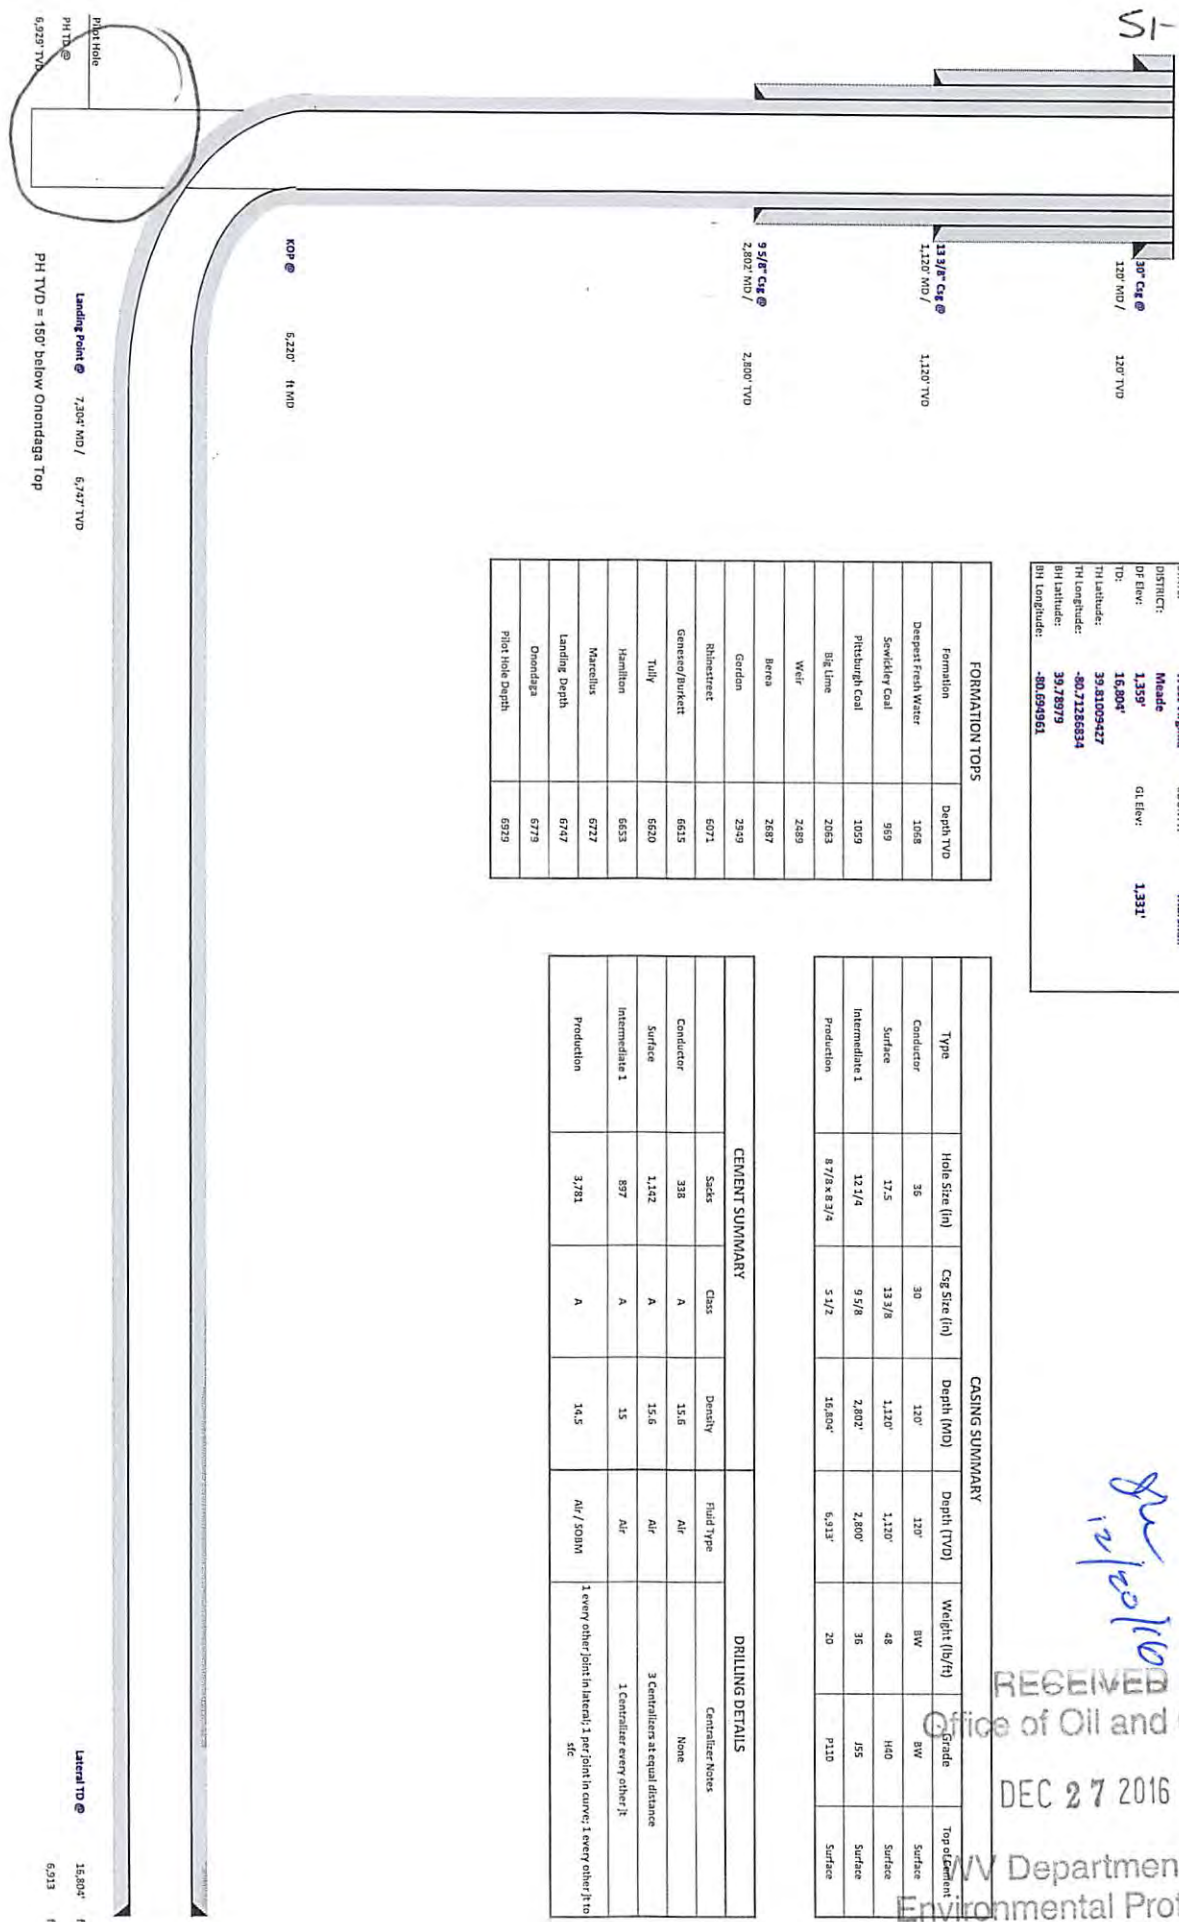 51-
DISTRICT: Meade
DF Elev: 1,359' GL Elev: 1,331'
TD: 16,804'
TH Latitude: 39.81009427
TH Longitude: -80.71286834
BH Latitude: 39.78979
BH Longitude: -80.694961
12/20/16
RECEIVED
Office of Oil and
DEC 27 2016
WV Departmen
Environmental Prot
30" Csg @
120' MD / 120' TVD
13 3/8" Csg @
1,120' MD / 1,120' TVD
9 5/8" Csg @
2,802' MD / 2,800' TVD
FORMATION TOPS
Formation Depth TVD
Deepest Fresh Water 1068
Sewickley Coal 969
Pittsburgh Coal 1059
Big Lime 2063
Weir 2489
Berea 2687
Gordon 2949
Rhinestreet 6071
Geneseo/Burkett 6615
Tully 6620
Hamilton 6653
Marcellus 6727
Landing Depth 6747
Onondaga 6779
Pilot Hole Depth 6929
CASING SUMMARY
Type Hole Size (in) Csg Size (in) Depth (MD) Depth (TVD) Weight (lb/ft) Grade Top of Cement
Conductor 36 30 120' 120' BW BW Surface
Surface 17.5 13 3/8 1,120' 1,120' 48 H40 Surface
Intermediate 1 12 1/4 9 5/8 2,802' 2,800' 36 J55 Surface
Production 8 7/8 x 8 3/4 5 1/2 16,804' 6,913' 20 P110 Surface
CEMENT SUMMARY DRILLING DETAILS
Sacks Class Density Fluid Type Centralizer Notes
Conductor 338 A 15.6 Air None
Surface 1,142 A 15.6 Air 3 Centralizers at equal distance
Intermediate 1 897 A 15 Air 1 Centralizer every other jt
Production 3,781 A 14.5 Air / SOBM 1 every other joint in lateral; 1 per joint in curve; 1 every other jt to
sfc
KOP @ 6,220' ft MD
Pilot Hole
PH TD @
6,929' TVD
Landing Point @ 7,304' MD / 6,747' TVD
PH TVD = 150' below Onondaga Top
Lateral TD @ 16,804'
6,913